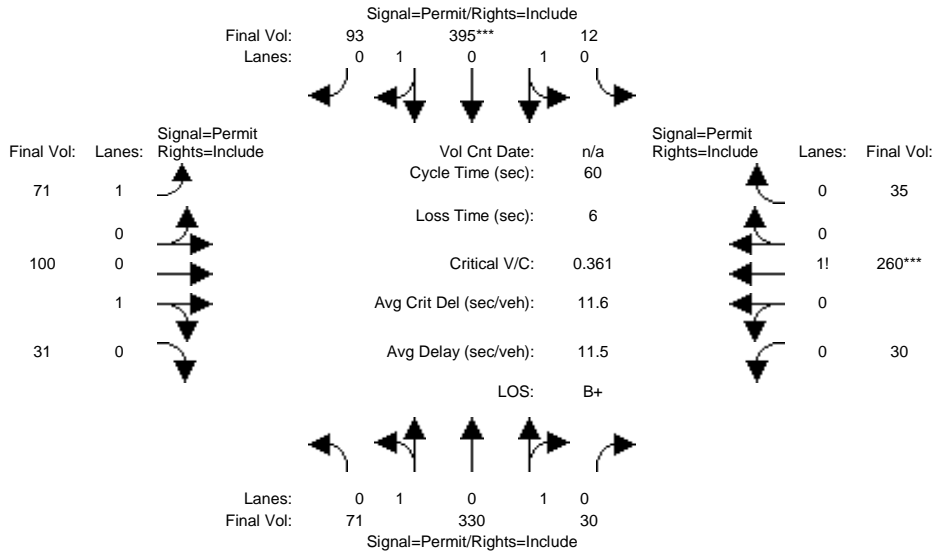 Signal=Permit/Rights=Include
Final Vol: 93 395*** 12
Lanes: 0 1 0 1 0
Signal=Permit
Final Vol: Lanes: Rights=Include
Vol Cnt Date: n/a
Signal=Permit
Rights=Include Lanes: Final Vol:
Cycle Time (sec): 60
71 1
0 35
Loss Time (sec): 6
0
0
100 0
Critical V/C: 0.361
1! 260***
1
Avg Crit Del (sec/veh): 11.6
0
31 0
Avg Delay (sec/veh): 11.5
0 30
LOS: B+
Lanes: 0 1 0 1 0
Final Vol: 71 330 30
Signal=Permit/Rights=Include